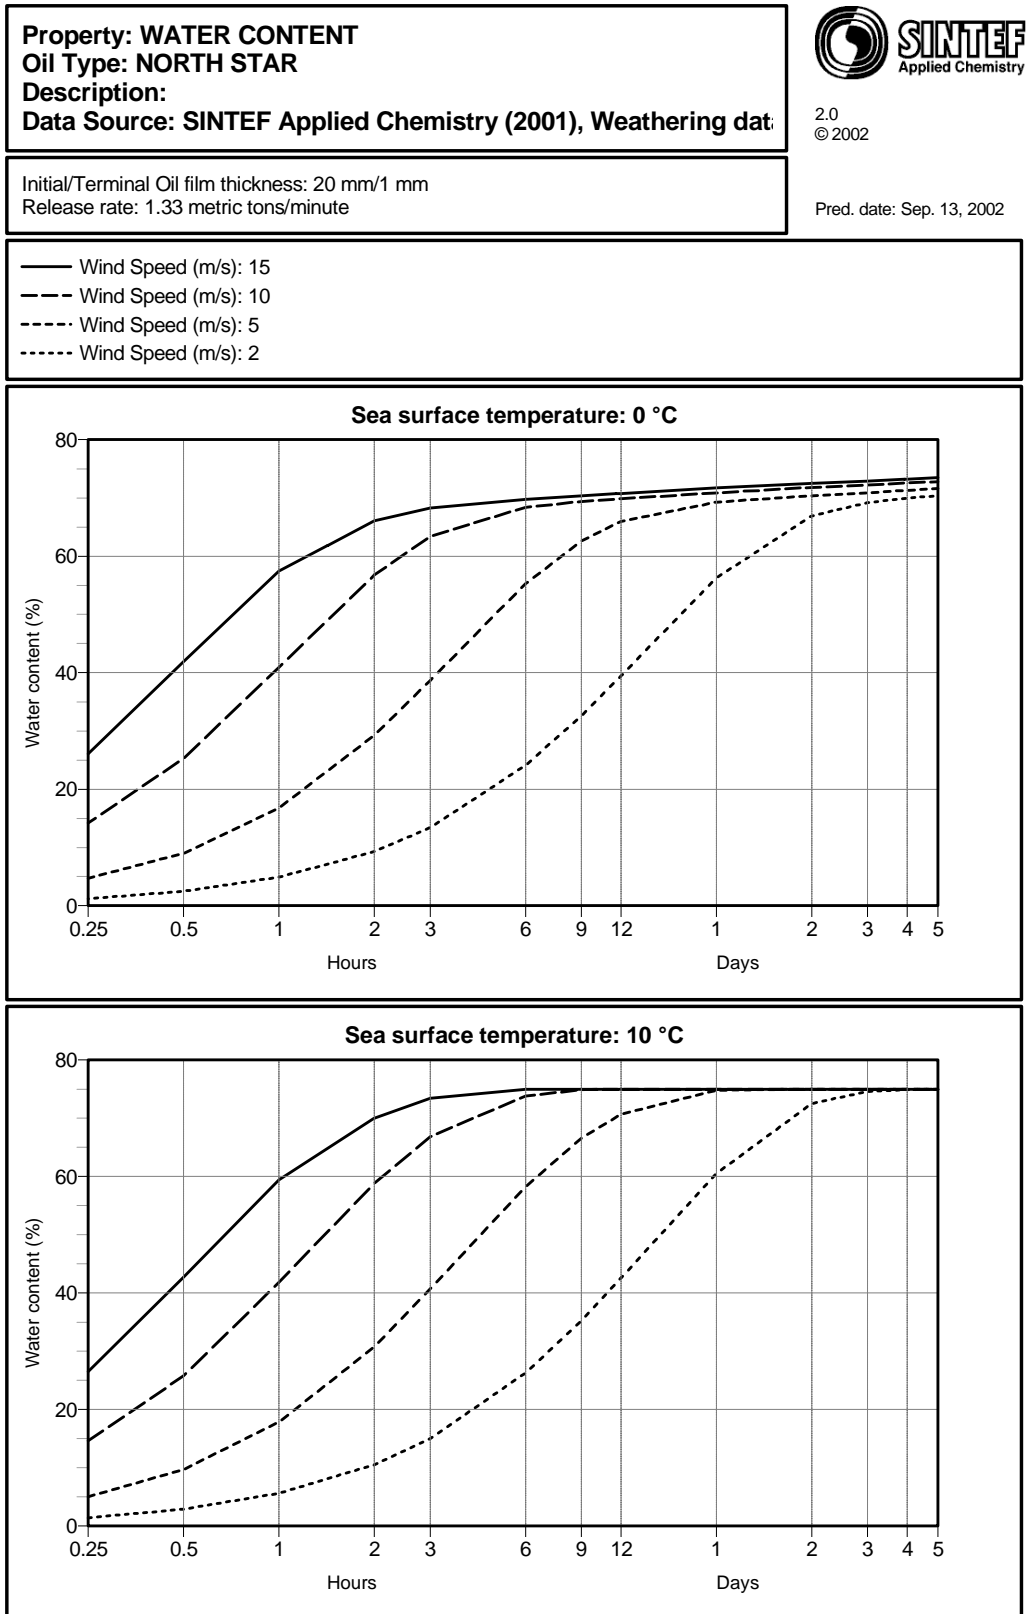 Property: WATER CONTENT
Oil Type: NORTH STAR
Description:
Data Source: SINTEF Applied Chemistry (2001), Weathering data
SINTEF
Applied Chemistry
2.0
© 2002
Initial/Terminal Oil film thickness: 20 mm/1 mm
Release rate: 1.33 metric tons/minute
Pred. date: Sep. 13, 2002
Wind Speed (m/s): 15
Wind Speed (m/s): 10
Wind Speed (m/s): 5
Wind Speed (m/s): 2
Sea surface temperature: 0 °C
80
60
40
20
0
Water content (%)
0.25 0.5 1 2 3 6 9 12 1 2 3 4 5
Hours Days
Sea surface temperature: 10 °C
80
60
40
20
0
Water content (%)
0.25 0.5 1 2 3 6 9 12 1 2 3 4 5
Hours Days